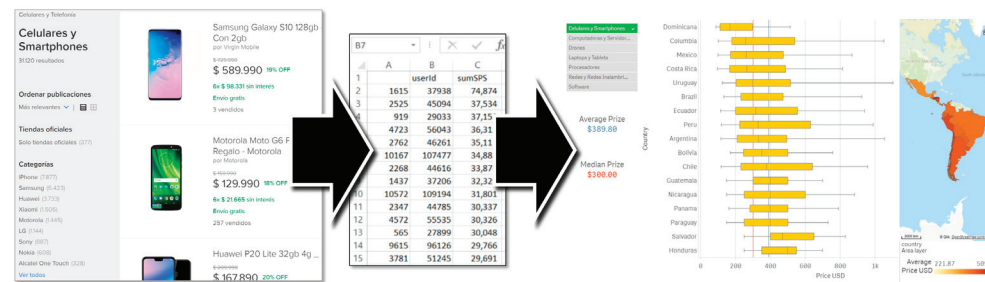 Celulares y Telefonía
Celulares y
Smartphones
31.120 resultados
Ordenar publicaciones
Más relevantes
Tiendas oficiales
Solo tiendas oficiales (377)
Categorías
iPhone (7.877)
Samsung (6.423)
Huawei (3.733)
Xiaomi (1.505)
Motorola (1.445)
LG (1.144)
Sony (887)
Nokia (608)
Alcatel One Touch (328)
Ver todos
Samsung Galaxy S10 128gb
Con 2gb
por Virgin Mobile
$ 589.990 19% OFF
6x $ 98.331 sin interés
Envío gratis
3 vendidos
Motorola Moto G6 F
Regalo - Motorola
por Motorola
$ 129.990 18% OFF
6x $ 21.665 sin interés
Envío gratis
257 vendidos
Huawei P20 Lite 32gb 4g ...
$ 167.890 20% OFF
B7
A B C
1 userId sumSPS
2 1615 37938 74,874
3 2525 45094 37,534
919 29033 37,15
4723 56043 36,31
2762 46261 35,11
10167 107477 34,88
2268 44616 33,87
1437 37206 32,32
10 10572 109194 31,801
11 2347 44785 30,337
12 4572 55535 30,326
13 565 27899 30,048
14 9615 96126 29,766
15 3781 51245 29,691
Celulares y Smartphones
Computadoras y Servidor...
Drones
Laptops y Tablets
Procesadores
Redes y Redes Inalambri...
Software
Average Prize
$389.80
Median Prize
$300.00
Country
Dominicana
Columbia
Mexico
Costa Rica
Uruguay
Brazil
Ecuador
Peru
Argentina
Bolivia
Chile
Guatemala
Nicaragua
Panama
Paraguay
Salvador
Honduras
0 200 400 600 800 1k
Price USD
country
Area layer
Average 221.87
Price USD